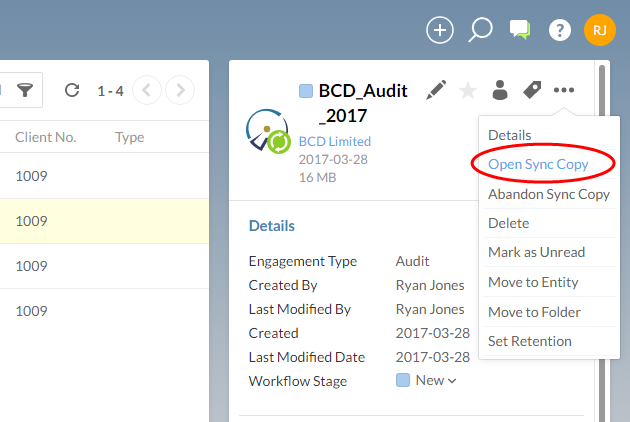 RJ
1 - 4
Client No. Type
1009
1009
1009
1009
BCD_Audit
_2017
BCD Limited
2017-03-28
16 MB
Details
Engagement Type Audit
Created By Ryan Jones
Last Modified By Ryan Jones
Created 2017-03-28
Last Modified Date 2017-03-28
Workflow Stage New
Details
Open Sync Copy
Abandon Sync Copy
Delete
Mark as Unread
Move to Entity
Move to Folder
Set Retention